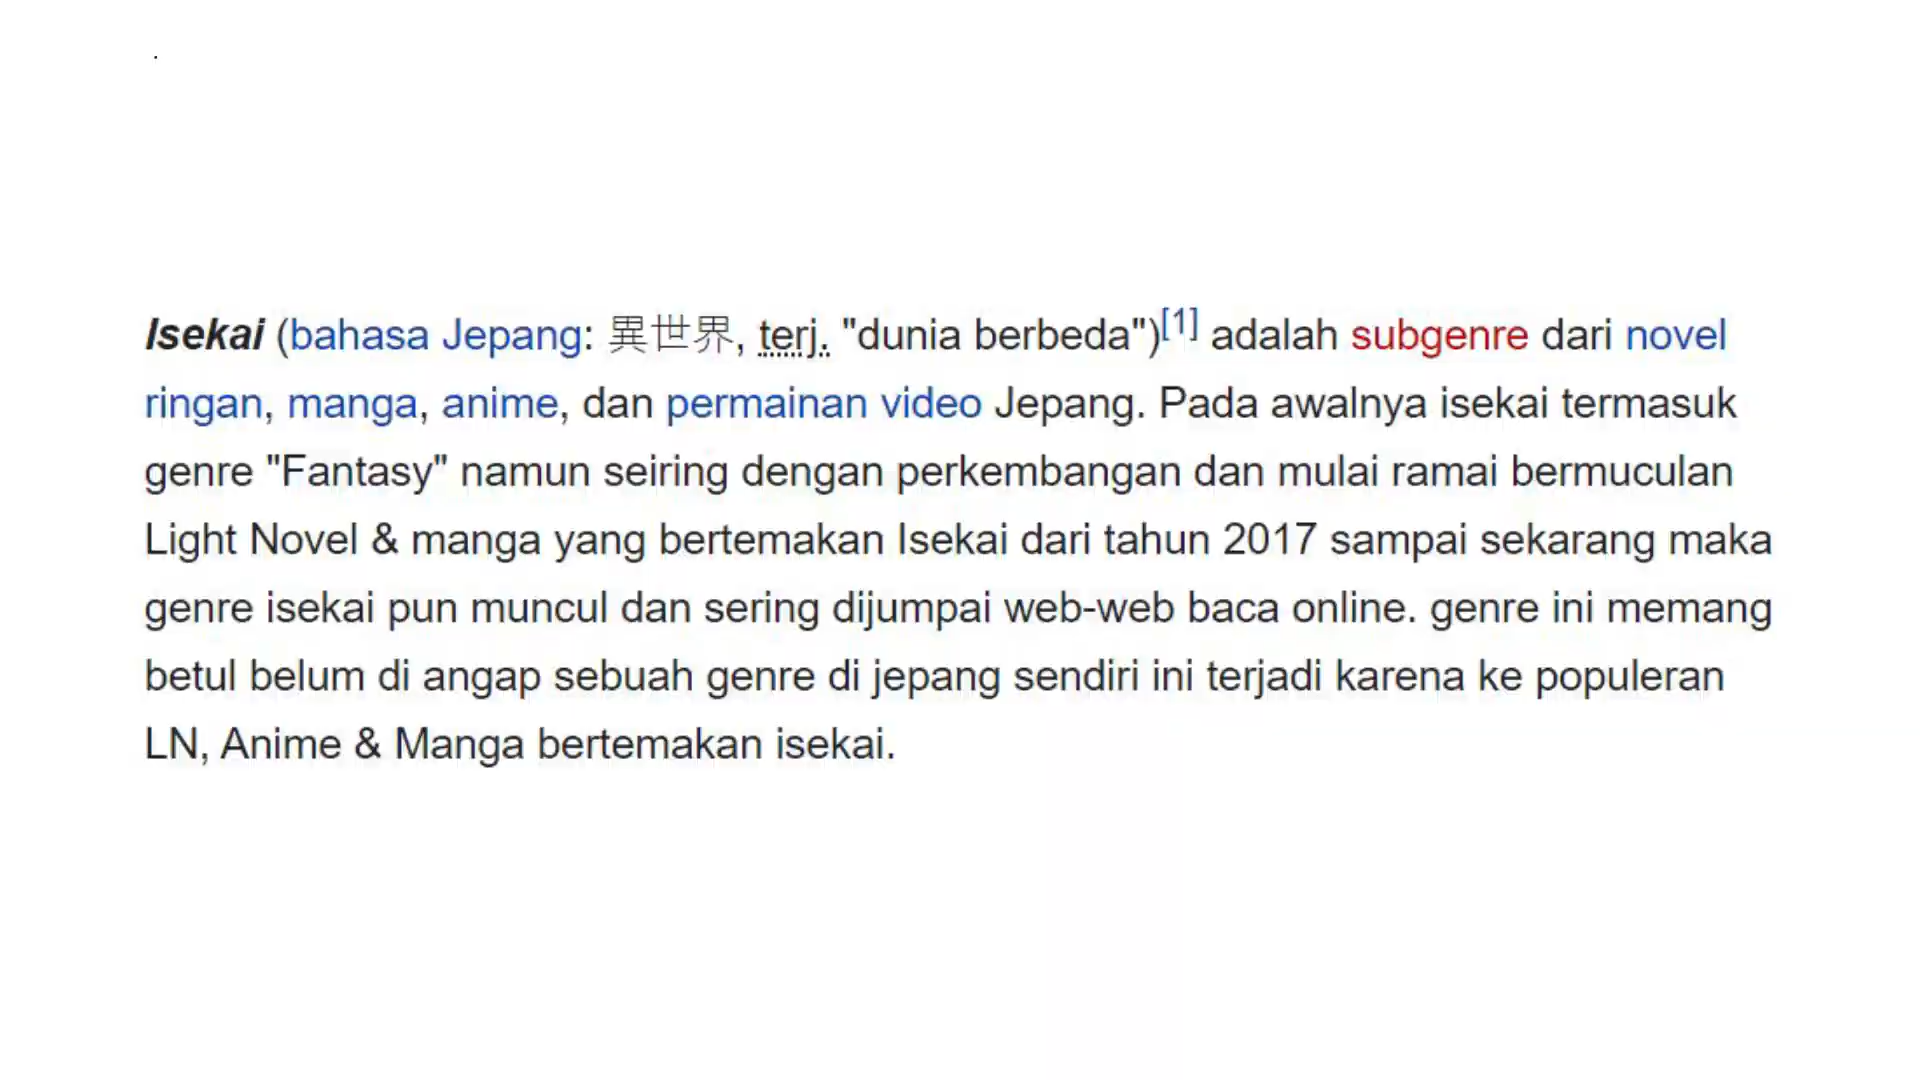 Isekai (bahasa Jepang: 異世界, terj. "dunia berbeda")[1] adalah subgenre dari novel
ringan, manga, anime, dan permainan video Jepang. Pada awalnya isekai termasuk
genre "Fantasy" namun seiring dengan perkembangan dan mulai ramai bermuculan
Light Novel & manga yang bertemakan Isekai dari tahun 2017 sampai sekarang maka
genre isekai pun muncul dan sering dijumpai web-web baca online. genre ini memang
betul belum di angap sebuah genre di jepang sendiri ini terjadi karena ke populeran
LN, Anime & Manga bertemakan isekai.